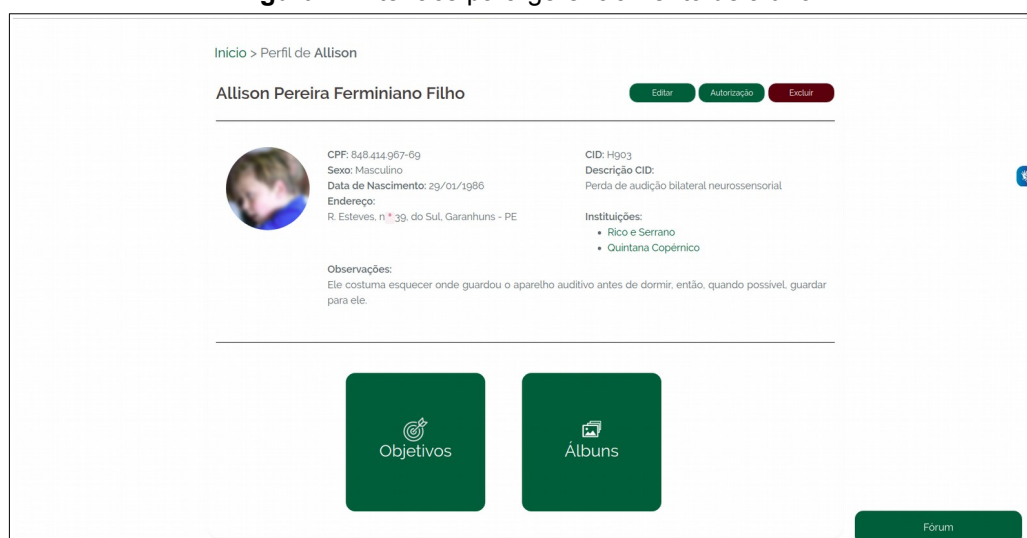 Início > Perfil de Allison
Allison Pereira Ferminiano Filho
Editar
Autorização
Excluir
CPF: 848.414.967-69
Sexo: Masculino
Data de Nascimento: 29/01/1986
Endereço:
R. Esteves, n * 39, do Sul, Garanhuns - PE
CID: H903
Descrição CID:
Perda de audição bilateral neurossensorial
Instituições:
• Rico e Serrano
• Quintana Copérnico
Observações:
Ele costuma esquecer onde guardou o aparelho auditivo antes de dormir, então, quando possível, guardar
para ele.
Objetivos
Álbuns
Fórum